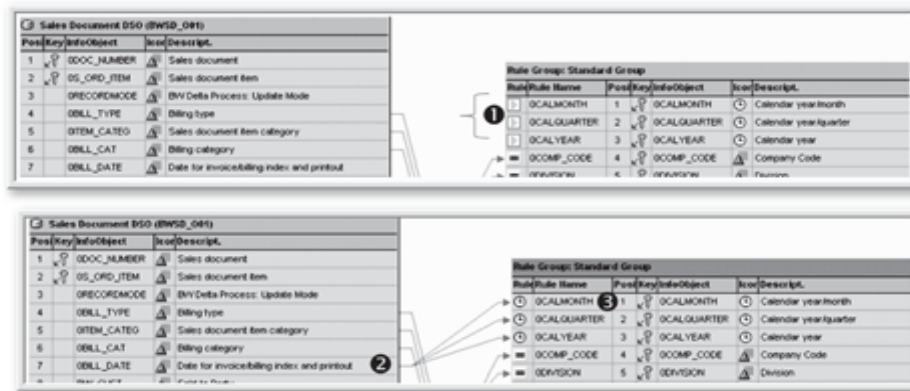 Sales Document DSO (BWSD_O01)
Posi Key InfoObject Icon Descript.
1 0DOC_NUMBER Sales document
2 0S_ORD_ITEM Sales document item
3 0RECORDMODE BW Delta Process: Update Mode
4 0BILL_TYPE Billing type
5 0ITEM_CATEG Sales document item category
6 0BILL_CAT Billing category
7 0BILL_DATE Date for invoice/billing index and printout
Rule Group: Standard Group
Rule Rule Name Posi Key InfoObject Icon Descript.
1
0CALMONTH 1 0CALMONTH Calendar year/month
0CALQUARTER 2 0CALQUARTER Calendar year/quarter
0CALYEAR 3 0CALYEAR Calendar year
0COMP_CODE 4 0COMP_CODE Company Code
0DIVISION 5 0DIVISION Division
Sales Document DSO (BWSD_O01)
Posi Key InfoObject Icon Descript.
1 0DOC_NUMBER Sales document
2 0S_ORD_ITEM Sales document item
3 0RECORDMODE BW Delta Process: Update Mode
4 0BILL_TYPE Billing type
5 0ITEM_CATEG Sales document item category
6 0BILL_CAT Billing category
7 0BILL_DATE Date for invoice/billing index and printout 2
Rule Group: Standard Group
Rule Rule Name Posi Key InfoObject Icon Descript.
0CALMONTH 3 1 0CALMONTH Calendar year/month
0CALQUARTER 2 0CALQUARTER Calendar year/quarter
0CALYEAR 3 0CALYEAR Calendar year
0COMP_CODE 4 0COMP_CODE Company Code
0DIVISION 5 0DIVISION Division